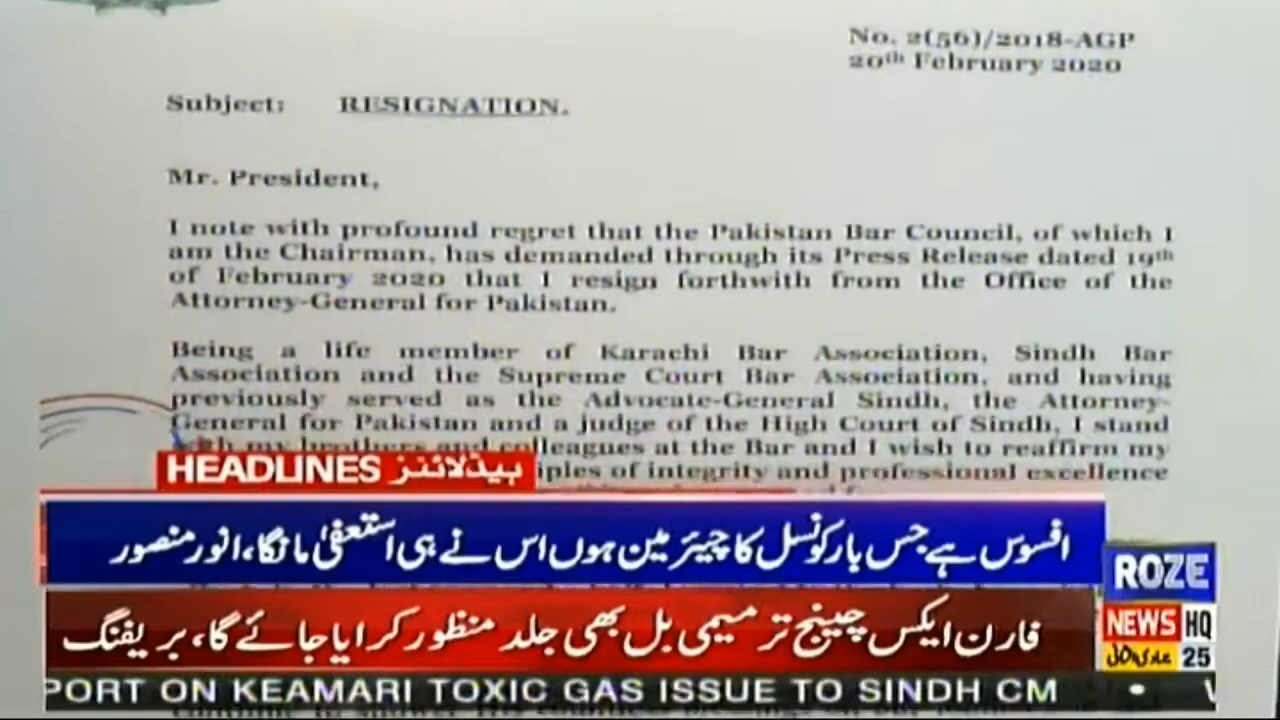 No. 2(56)/2018-AGP
20th February 2020
Subject: RESIGNATION.
Mr. President,
I note with profound regret that the Pakistan Bar Council, of which I
am the Chairman, has demanded through its Press Release dated 19th
of February 2020 that I resign forthwith from the Office of the
Attorney-General for Pakistan.
Being a life member of Karachi Bar Association, Sindh Bar
Association and the Supreme Court Bar Association, and having
previously served as the Advocate-General Sindh, the Attorney-
General for Pakistan and a judge of the High Court of Sindh, I stand
with my brothers and colleagues at the Bar and I wish to reaffirm my
iples of integrity and professional excellence
HEADLINES ہیڈلائنز
افسوس ہے جس بار کونسل کا چیئرمین ہوں اس نے ہی استعفیٰ مانگا، انور منصور
فارن ایکس چینج ترمیمی بل بھی جلد منظور کرایا جائے گا، بریفنگ
ROZE
NEWS HQ
25
PORT ON KEAMARI TOXIC GAS ISSUE TO SINDH CM •